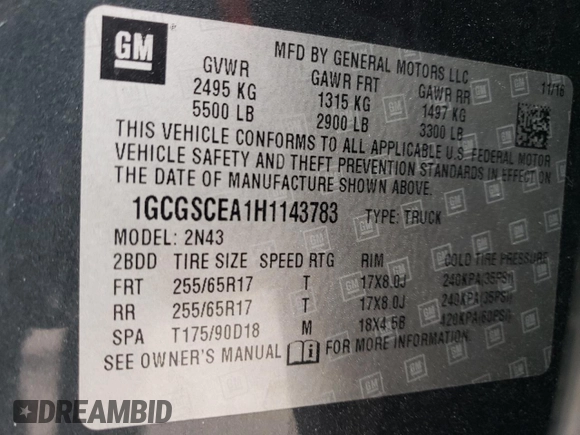 GM
MFD BY GENERAL MOTORS LLC
11/16
GVWR GAWR FRT GAWR RR
2495 KG 1315 KG 1497 KG
5500 LB 2900 LB 3300 LB
THIS VEHICLE CONFORMS TO ALL APPLICABLE U.S. FEDERAL MOTOR
VEHICLE SAFETY AND THEFT PREVENTION STANDARDS IN EFFECT ON
THE DATE OF MANUFACTURE SHOWN ABOVE.
1GCGSCEA1H1143783 TYPE: TRUCK
MODEL: 2N43
2BDD TIRE SIZE SPEED RTG RIM COLD TIRE PRESSURE
FRT 255/65R17 T 17X8.0J 240KPA(35PSI)
RR 255/65R17 T 17X8.0J 240KPA(35PSI)
SPA T175/90D18 M 18X4.5B 420KPA(60PSI)
SEE OWNER'S MANUAL i FOR MORE INFORMATION
DREAMBID